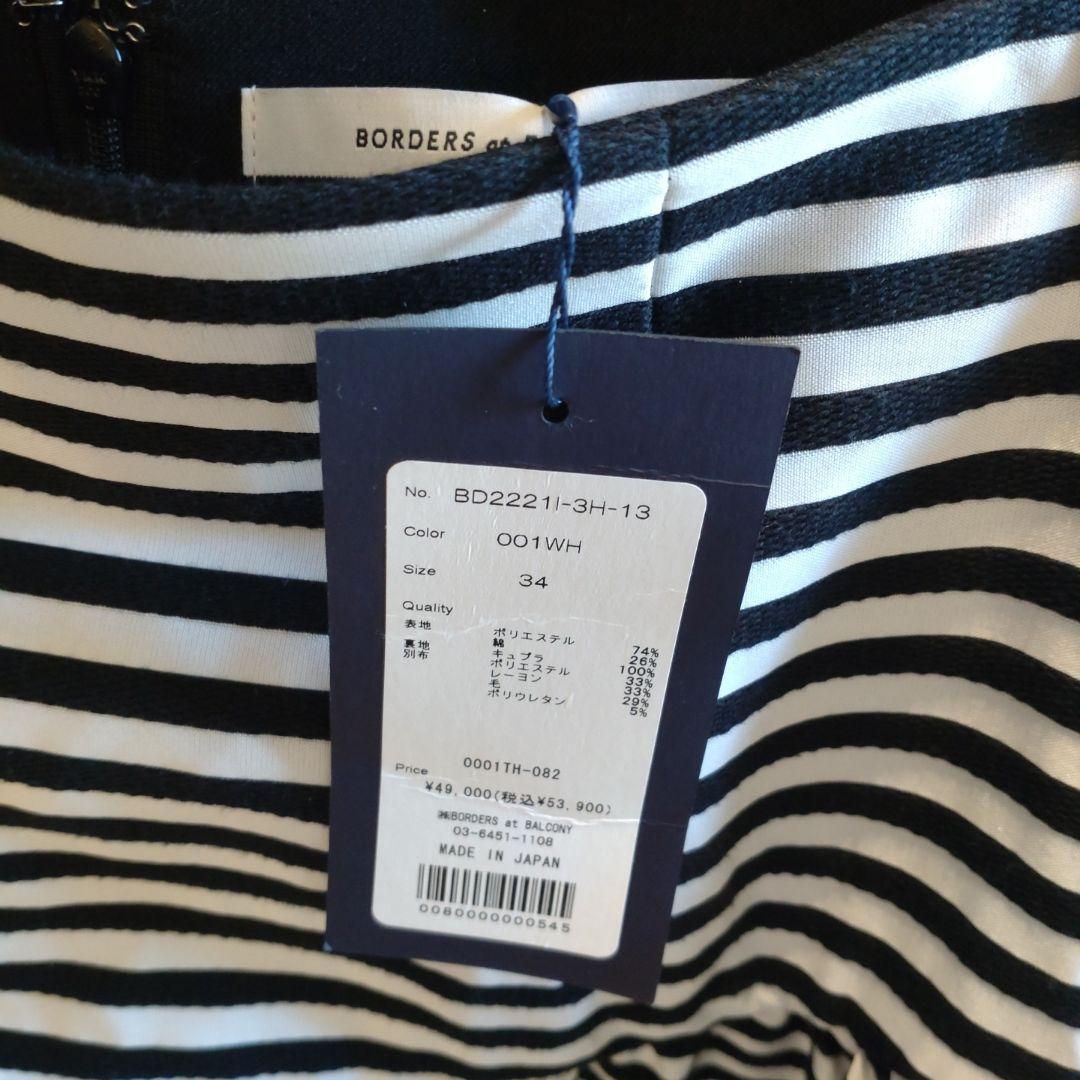 BORDERS at
No. BD2221I-3H-13
Color 001WH
Size 34
Quality
表地 ポリエステル 74%
綿 26%
裏地 キュプラ 100%
別布 ポリエステル 33%
レーヨン 33%
毛 29%
ポリウレタン 5%
0001TH-082
Price ¥49,000(税込¥53,900)
㈱BORDERS at BALCONY
03-6451-1108
MADE IN JAPAN
0080000000545